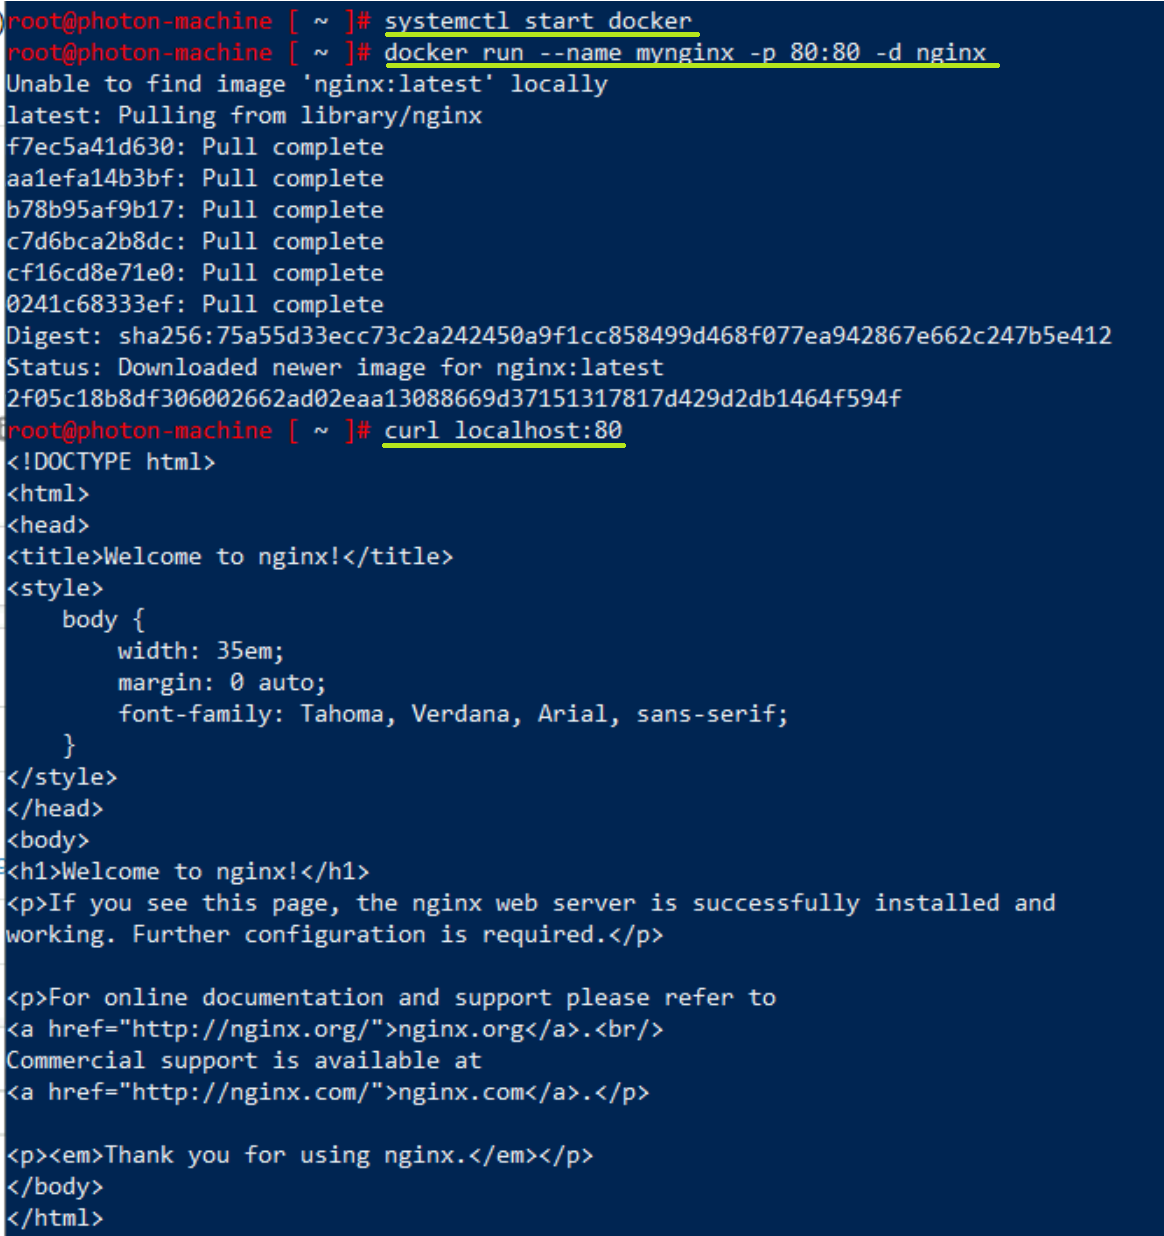 root@photon-machine [ ~ ]# systemctl start docker
root@photon-machine [ ~ ]# docker run --name mynginx -p 80:80 -d nginx
Unable to find image 'nginx:latest' locally
latest: Pulling from library/nginx
f7ec5a41d630: Pull complete
aa1efa14b3bf: Pull complete
b78b95af9b17: Pull complete
c7d6bca2b8dc: Pull complete
cf16cd8e71e0: Pull complete
0241c68333ef: Pull complete
Digest: sha256:75a55d33ecc73c2a242450a9f1cc858499d468f077ea942867e662c247b5e412
Status: Downloaded newer image for nginx:latest
2f05c18b8df306002662ad02eaa13088669d37151317817d429d2db1464f594f
root@photon-machine [ ~ ]# curl localhost:80
<!DOCTYPE html>
<html>
<head>
<title>Welcome to nginx!</title>
<style>
    body {
        width: 35em;
        margin: 0 auto;
        font-family: Tahoma, Verdana, Arial, sans-serif;
    }
</style>
</head>
<body>
<h1>Welcome to nginx!</h1>
<p>If you see this page, the nginx web server is successfully installed and
working. Further configuration is required.</p>

<p>For online documentation and support please refer to
<a href="http://nginx.org/">nginx.org</a>.<br/>
Commercial support is available at
<a href="http://nginx.com/">nginx.com</a>.</p>

<p><em>Thank you for using nginx.</em></p>
</body>
</html>